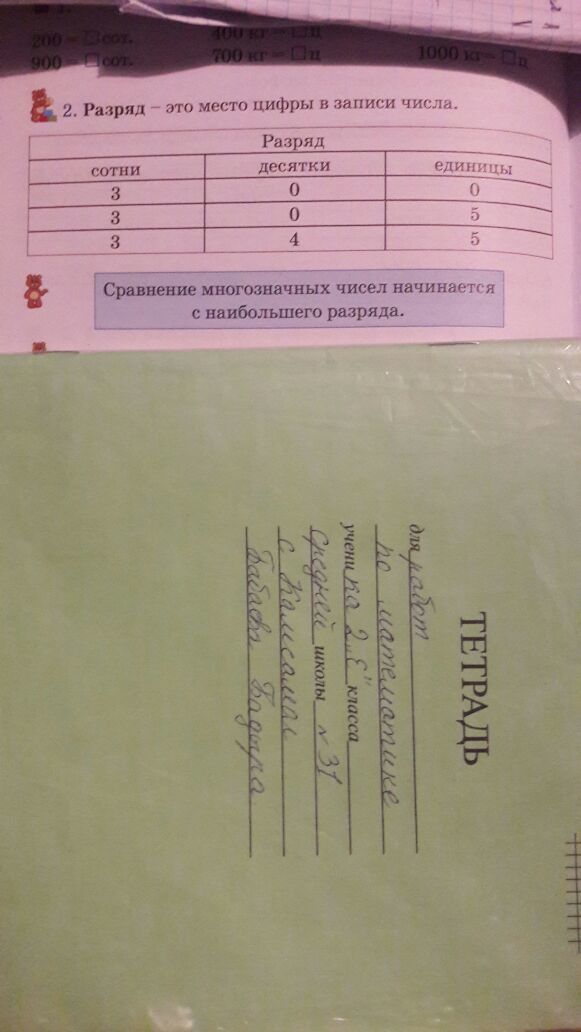 1.
200 = □ сот. 400 кг = □ ц
900 = □ сот. 700 кг = □ ц 1000 кг = □ ц
2. Разряд – это место цифры в записи числа.
Разряд
сотни десятки единицы
3 0 0
3 0 5
3 4 5
Сравнение многозначных чисел начинается
с наибольшего разряда.
ТЕТРАДЬ
для работ
по математике
ученика 2 „Е" класса
средней школы № 31
с
Бабаева